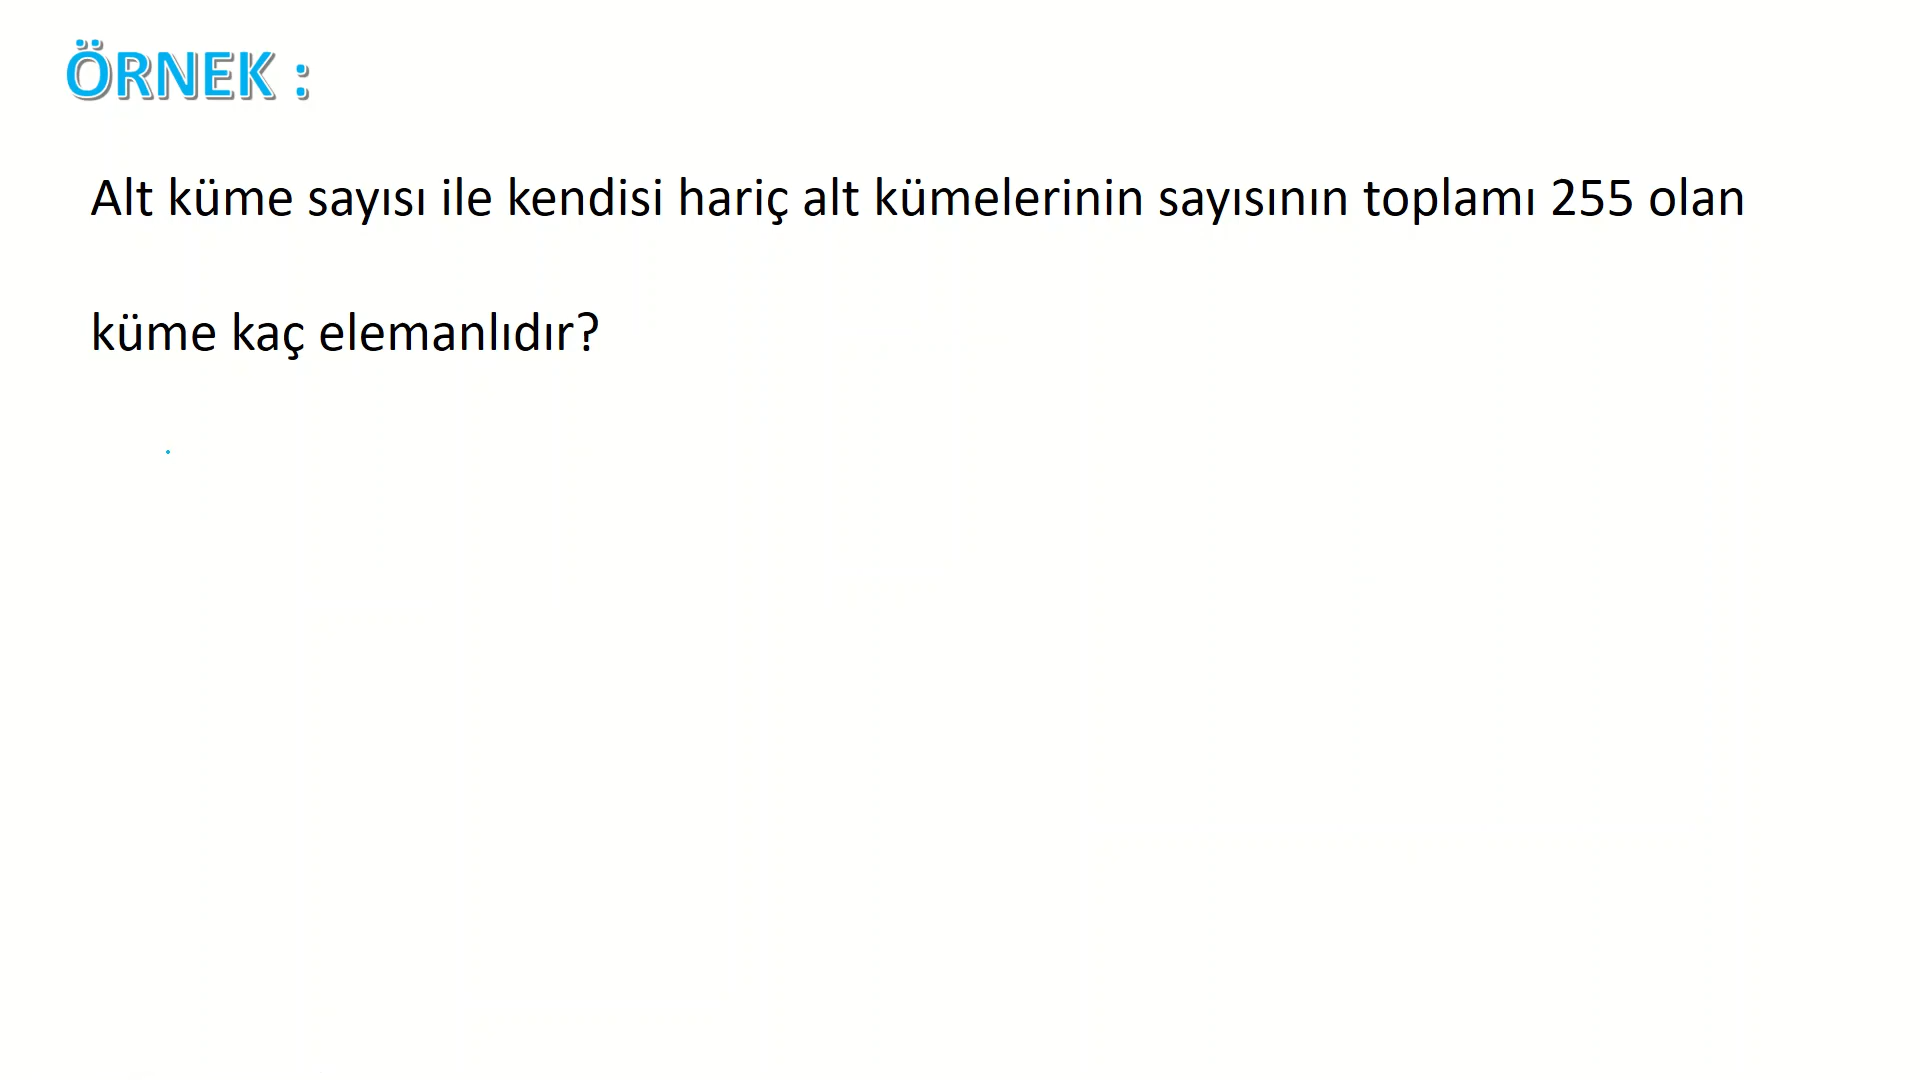 ÖRNEK :
Alt küme sayısı ile kendisi hariç alt kümelerinin sayısının toplamı 255 olan
küme kaç elemanlıdır?